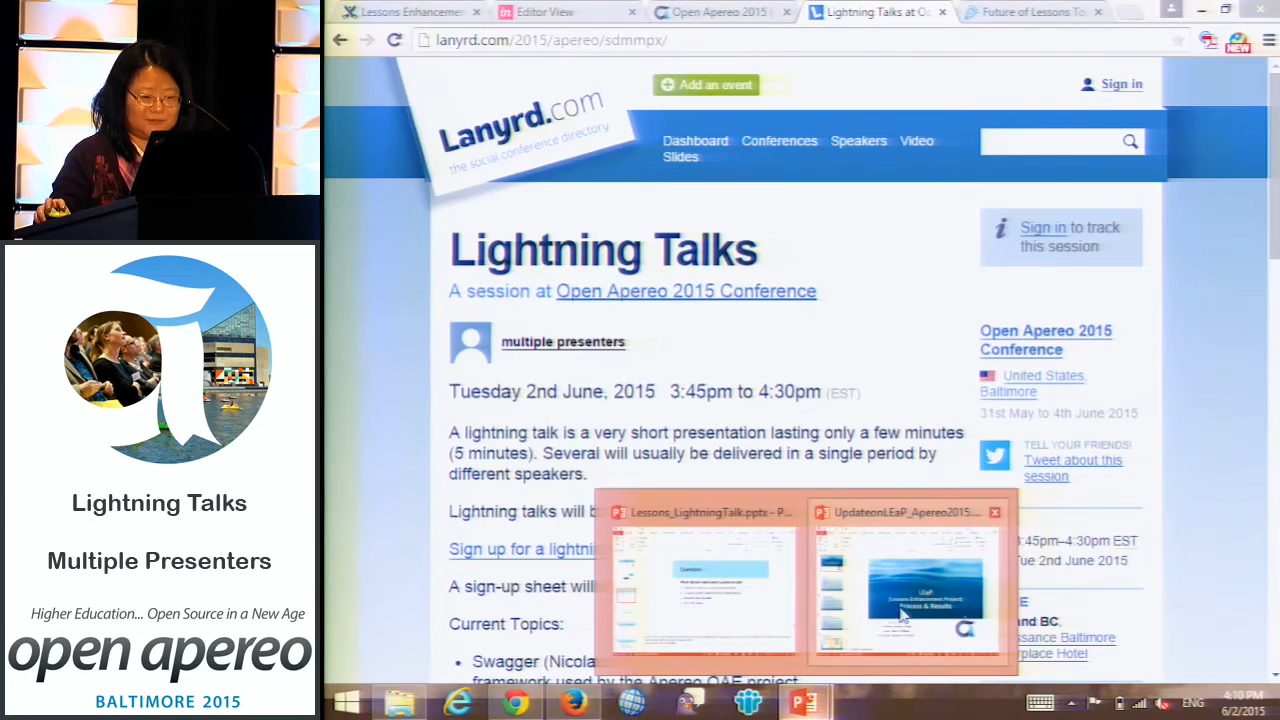 Lessons Enhancemen
Editor View
Open Apereo 2015
Lightning Talks at O
Future of Lessons To
lanyrd.com/2015/apereo/sdmmpx/
NEW
Lanyrd.com
the social conference directory
Add an event
Sign in
Dashboard Conferences Speakers Video
Slides
Lightning Talks
Sign in to track
this session
A session at Open Apereo 2015 Conference
multiple presenters
Open Apereo 2015
Conference
United States,
Baltimore
Tuesday 2nd June, 2015 3:45pm to 4:30pm (EST)
31st May to 4th June 2015
A lightning talk is a very short presentation lasting only a few minutes
(5 minutes). Several will usually be delivered in a single period by
different speakers.
TELL YOUR FRIENDS!
Tweet about this
session
Lightning talks will b
Sign up for a lightni
A sign-up sheet will
Current Topics:
Swagger (Nicola
framework used by the Apereo OAE project
Lessons_LightningTalk.pptx - P...
UpdateonLEaP_Apereo2015....
LEaP
(Lessons Enhancement Project)
Process & Results
3:45pm–4:30pm EST
Tue 2nd June 2015
E
and BC,
ssance Baltimore
rplace Hotel
ENG
4:10 PM
6/2/2015
Lightning Talks
Multiple Presenters
Higher Education... Open Source in a New Age
open apereo
BALTIMORE 2015